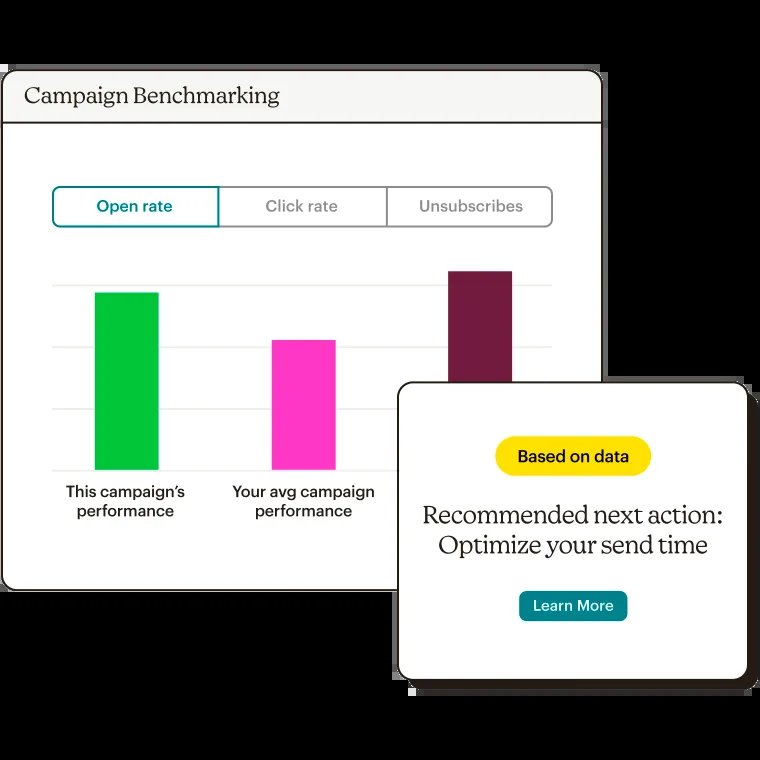 Campaign Benchmarking
Open rate
Click rate
Unsubscribes
This campaign's
performance
Your avg campaign
performance
Based on data
Recommended next action:
Optimize your send time
Learn More